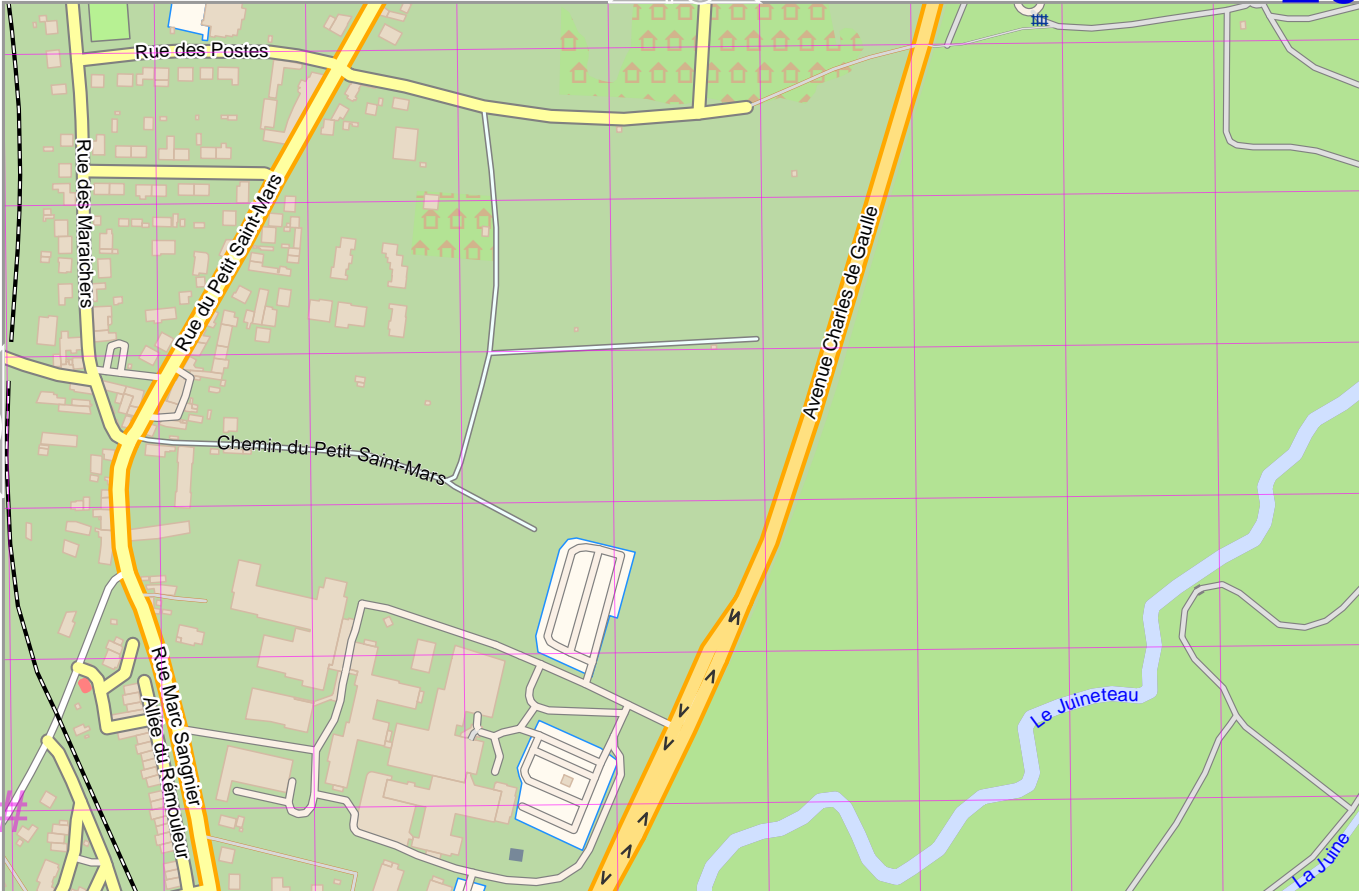 Rue des Postes
Rue des Maraichers
Rue du Petit Saint-Mars
Avenue Charles de Gaulle
Chemin du Petit Saint-Mars
Rue Marc Sangnier
Allée du Rémouleur
Le Juineteau
La Juine
#